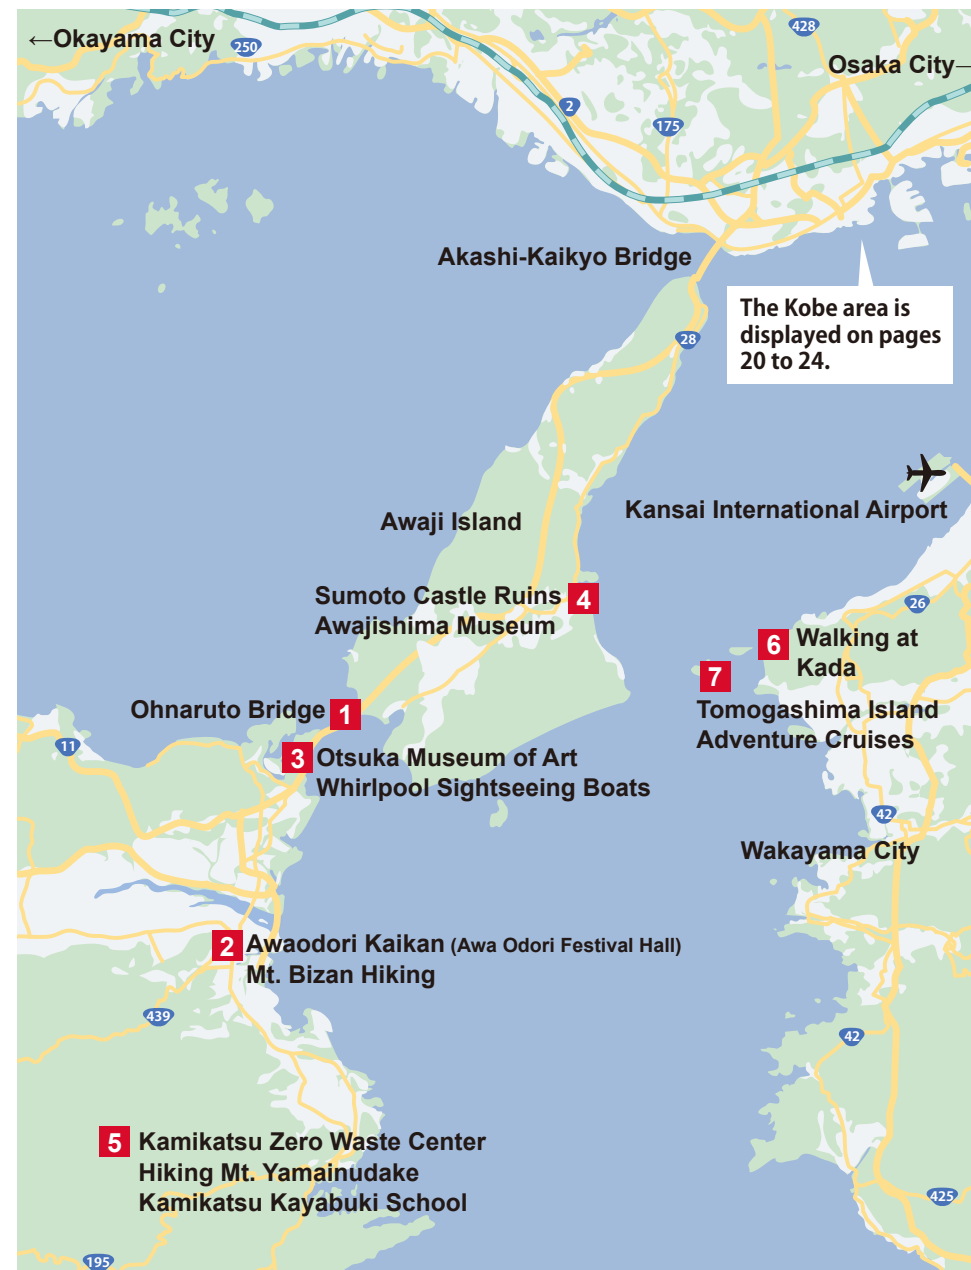 ←Okayama City
250
428
Osaka City
2
175
Akashi-Kaikyo Bridge
The Kobe area is
displayed on pages
20 to 24.
28
Kansai International Airport
Awaji Island
Sumoto Castle Ruins
Awajishima Museum
4
26
6
Walking at
Kada
7
Tomogashima Island
Adventure Cruises
Ohnaruto Bridge
1
11
3
Otsuka Museum of Art
Whirlpool Sightseeing Boats
42
Wakayama City
2
Awaodori Kaikan (Awa Odori Festival Hall)
Mt. Bizan Hiking
439
42
5
Kamikatsu Zero Waste Center
Hiking Mt. Yamainudake
Kamikatsu Kayabuki School
425
195